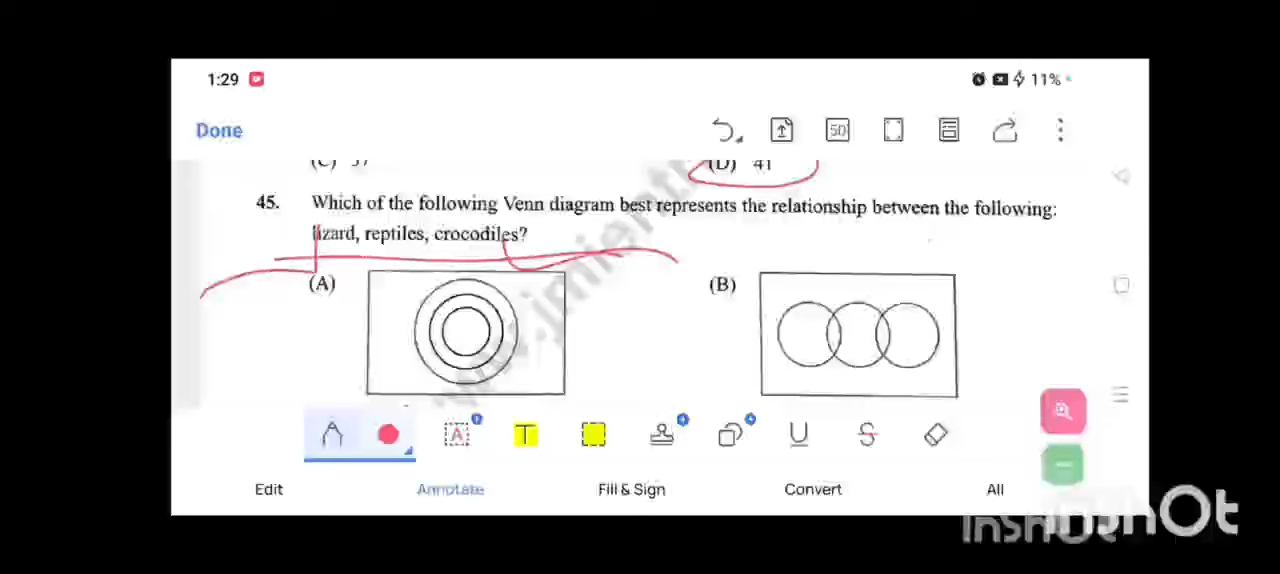 1:29
11%
Done
50
(D) 41
45. Which of the following Venn diagram best represents the relationship between the following:
lizard, reptiles, crocodiles?
(A)
(B)
A
T
U
S
Edit
Annotate
Fill & Sign
Convert
All
InShOt